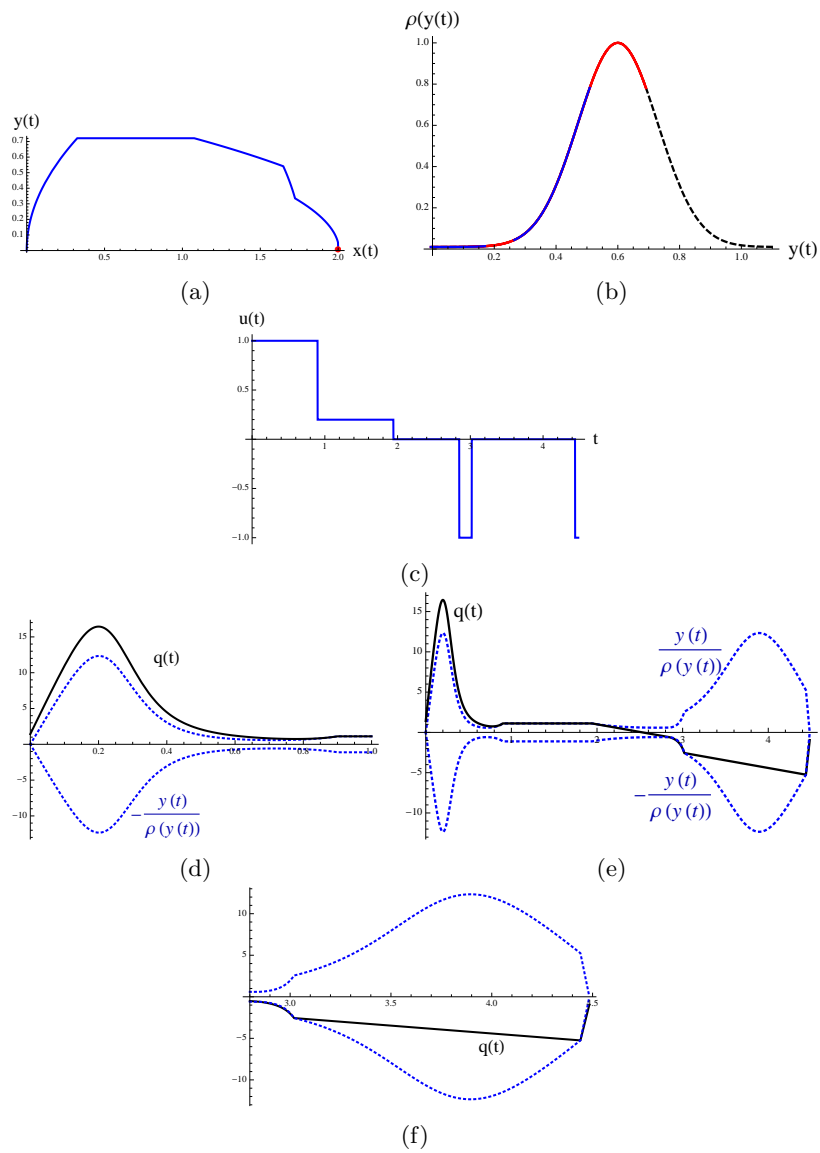 y(t)
0.7
0.6
0.5
0.4
0.3
0.2
0.1
0.5 1.0 1.5 2.0
x(t)
(a)
ρ(y(t))
1.0
0.8
0.6
0.4
0.2
0.2 0.4 0.6 0.8 1.0
y(t)
(b)
u(t)
1.0
0.5
1 2 3 4
t
−0.5
−1.0
(c)
15
10
5
−5
−10
0.2 0.4 0.6 0.8 1.0
q(t)
−y(t)/ρ(y(t))
(d)
15
10
5
−5
−10
1 2 3 4
q(t)
y(t)/ρ(y(t))
−y(t)/ρ(y(t))
(e)
10
5
−5
−10
3.0 3.5 4.0 4.5
q(t)
(f)